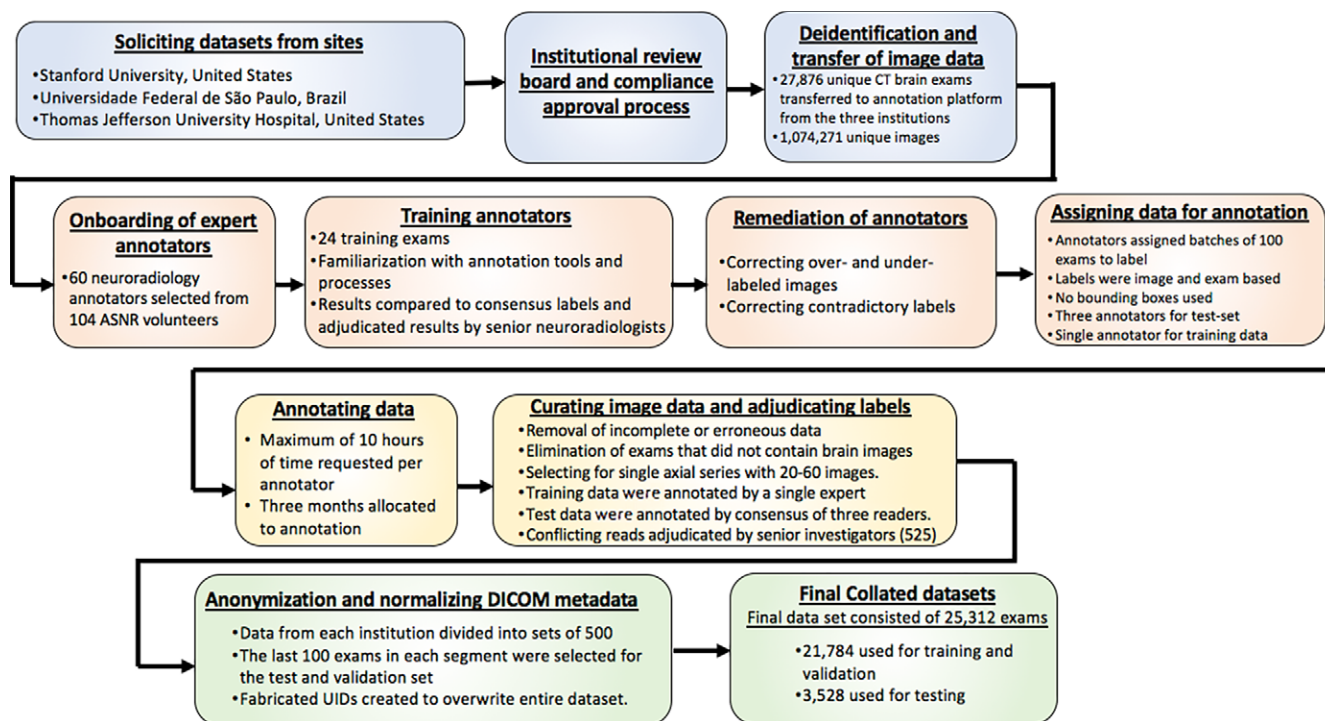 Soliciting datasets from sites
•Stanford University, United States
•Universidade Federal de São Paulo, Brazil
•Thomas Jefferson University Hospital, United States
Institutional review
board and compliance
approval process
Deidentification and
transfer of image data
•27,876 unique CT brain exams
transferred to annotation platform
from the three institutions
•1,074,271 unique images
Onboarding of expert
annotators
• 60 neuroradiology
annotators selected from
104 ASNR volunteers
Training annotators
•24 training exams
•Familiarization with annotation tools and
processes
•Results compared to consensus labels and
adjudicated results by senior neuroradiologists
Remediation of annotators
•Correcting over- and under-
labeled images
•Correcting contradictory labels
Assigning data for annotation
• Annotators assigned batches of 100
exams to label
• Labels were image and exam based
• No bounding boxes used
• Three annotators for test-set
• Single annotator for training data
Annotating data
• Maximum of 10 hours
of time requested per
annotator
• Three months allocated
to annotation
Curating image data and adjudicating labels
•Removal of incomplete or erroneous data
•Elimination of exams that did not contain brain images
•Selecting for single axial series with 20-60 images.
•Training data were annotated by a single expert
•Test data were annotated by consensus of three readers.
•Conflicting reads adjudicated by senior investigators (525)
Anonymization and normalizing DICOM metadata
•Data from each institution divided into sets of 500
•The last 100 exams in each segment were selected for
the test and validation set
•Fabricated UIDs created to overwrite entire dataset.
Final Collated datasets
Final data set consisted of 25,312 exams
•21,784 used for training and
validation
•3,528 used for testing